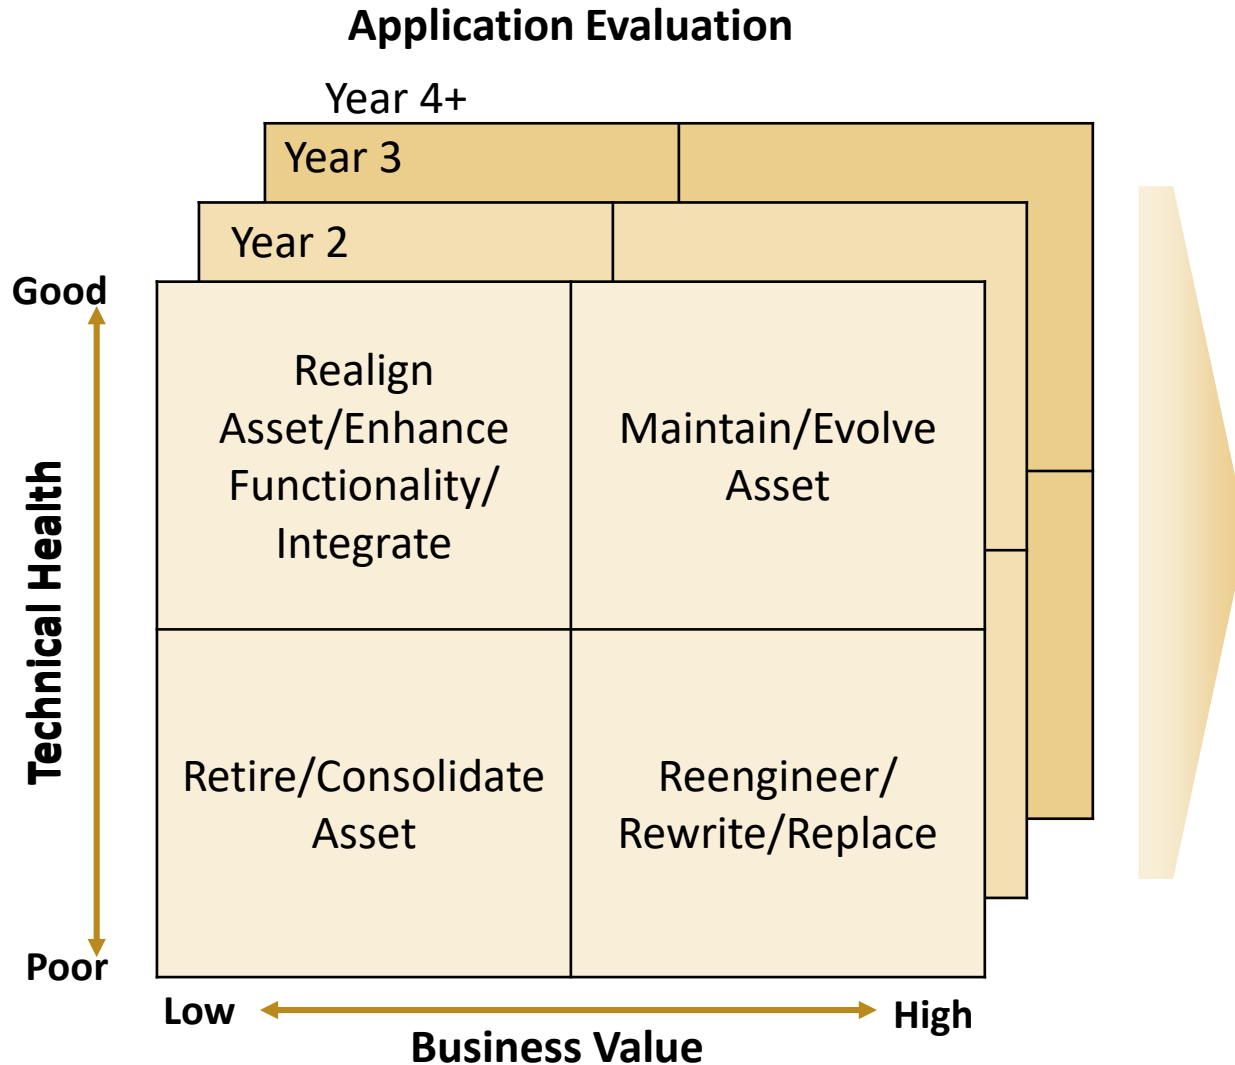 Application Evaluation
Year 4+
Year 3
Year 2
Good
Realign
Asset/Enhance
Functionality/
Integrate
Maintain/Evolve
Asset
Technical Health
Retire/Consolidate
Asset
Reengineer/
Rewrite/Replace
Poor
Low
High
Business Value